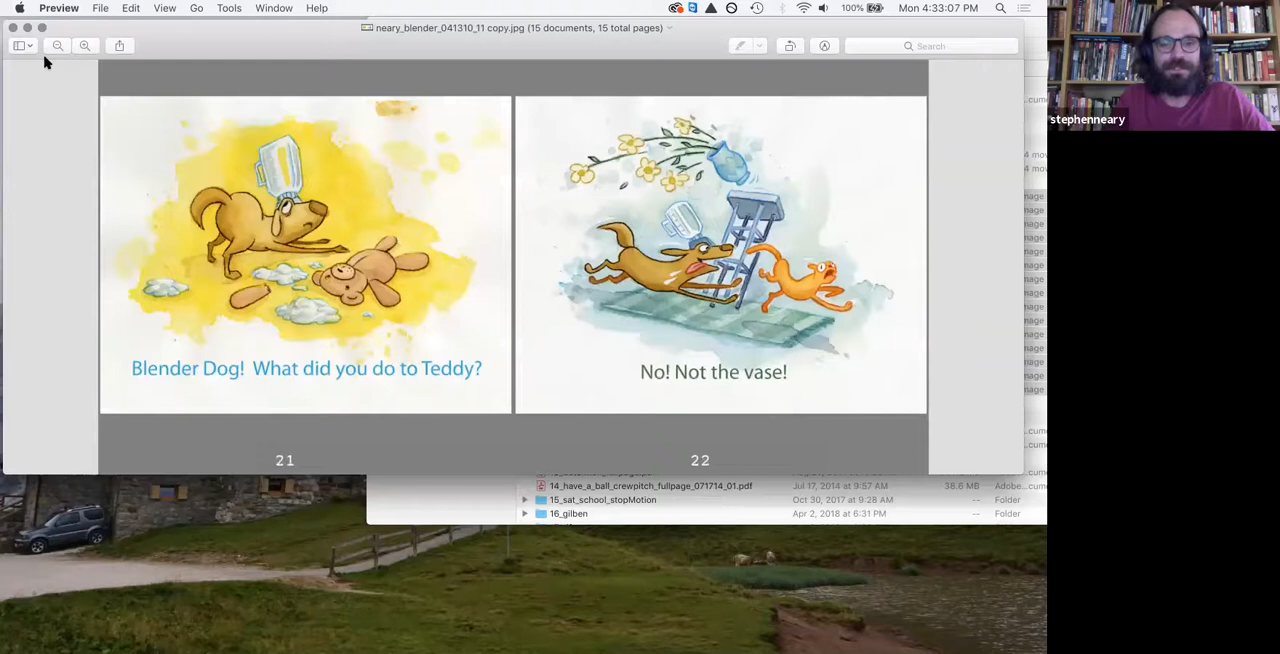 Preview File Edit View Go Tools Window Help
100% Mon 4:33:07 PM
neary_blender_041310_11 copy.jpg (15 documents, 15 total pages)
Search
stephenneary
Blender Dog! What did you do to Teddy?
No! Not the vase!
21 22
14_have_a_ball_crewpitch_fullpage_071714_01.pdf Jul 17, 2014 at 9:57 AM 38.6 MB Adobe...cume
15_sat_school_stopMotion Oct 30, 2017 at 9:28 AM -- Folder
16_gilben Apr 2, 2018 at 6:31 PM -- Folder